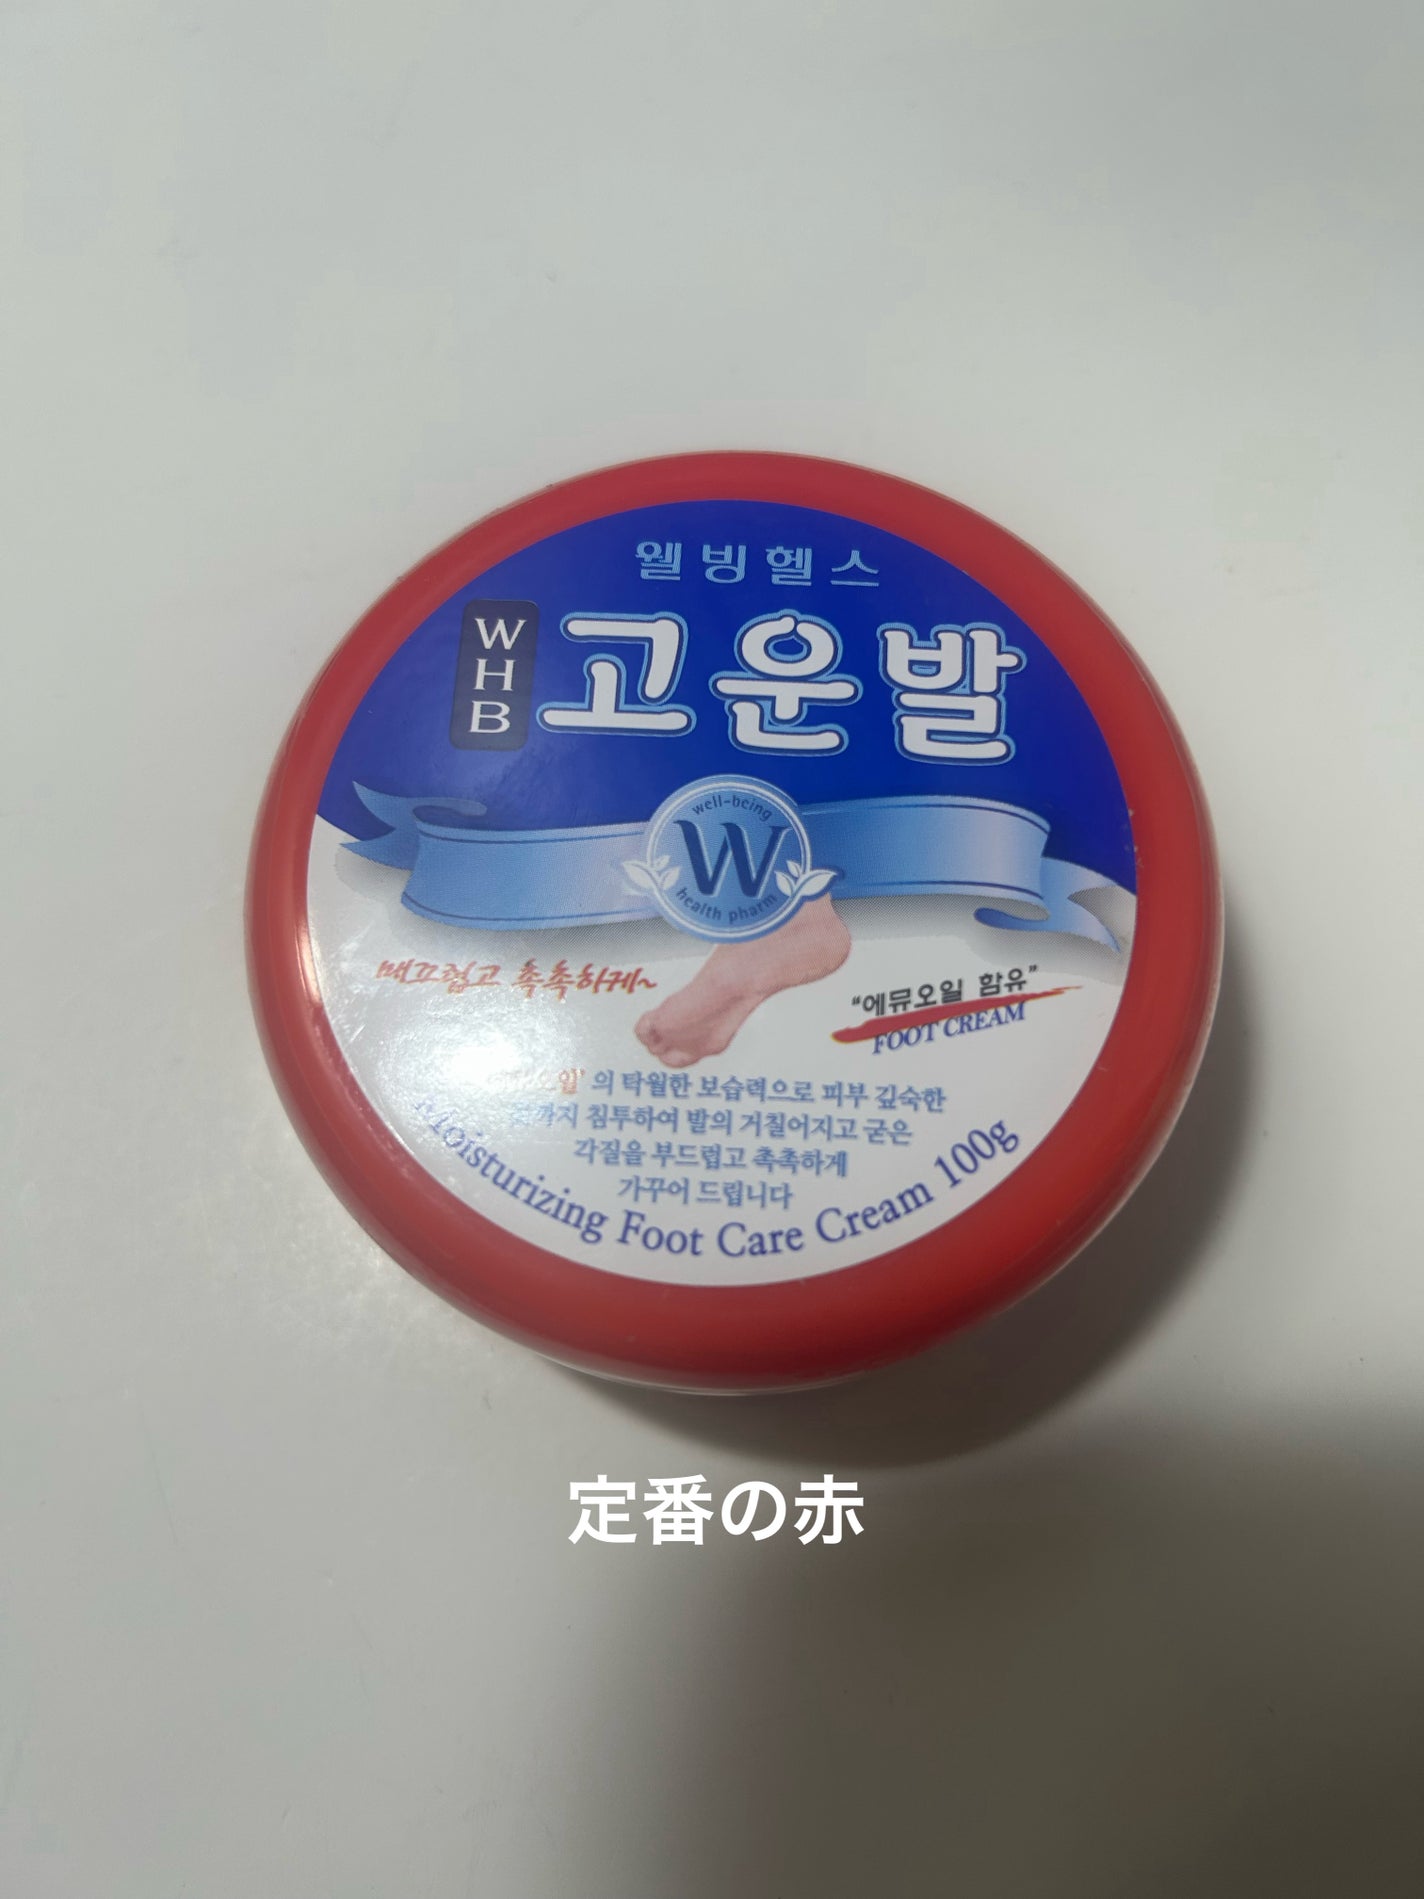 웰빙헬스
WHB
고운발
well-being
W
health pharm
매끄럽고 촉촉하게~
“에뮤오일 함유”
FOOT CREAM
의 탁월한 보습력으로 피부 깊숙한
침투하여 발의 거칠어지고 굳은
각질을 부드럽고 촉촉하게
가꾸어 드립니다
Moisturizing Foot Care Cream 100g
定番の赤